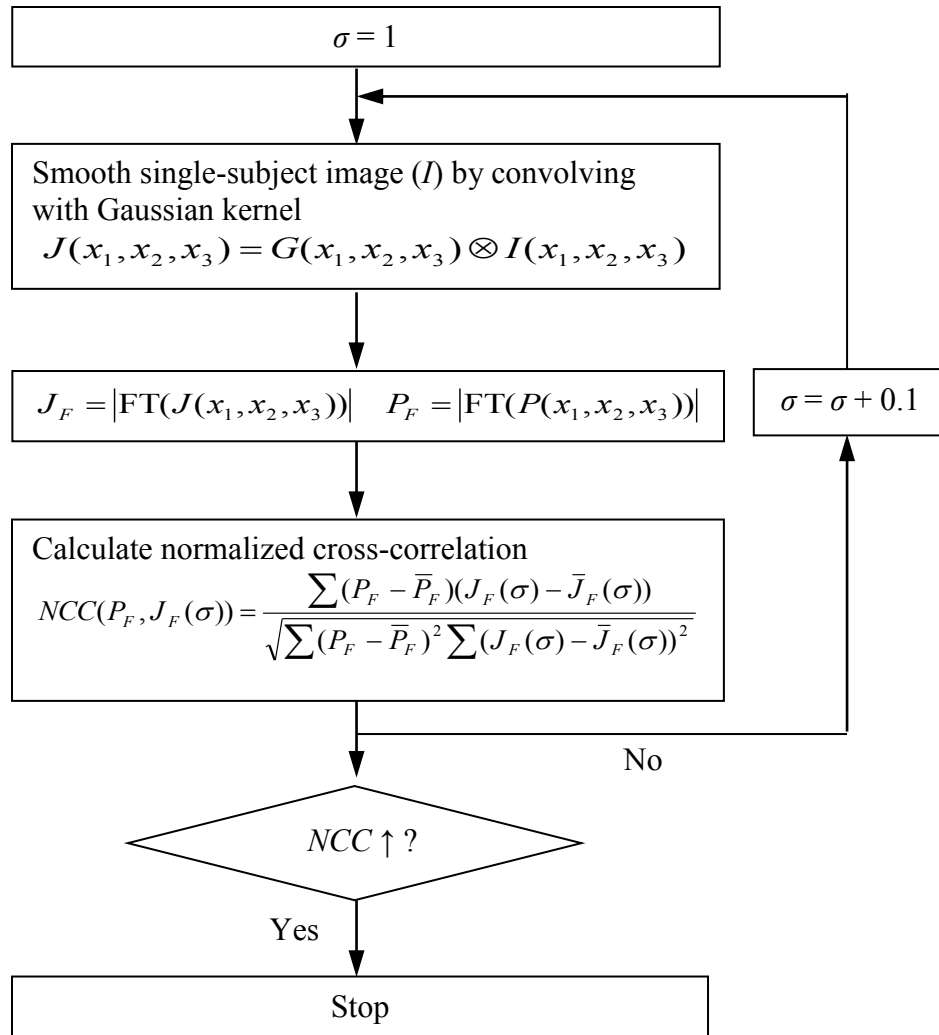 σ = 1
Smooth single-subject image (I) by convolving
with Gaussian kernel
J(x₁, x₂, x₃) = G(x₁, x₂, x₃) ⊗ I(x₁, x₂, x₃)
J_F = |FT(J(x₁, x₂, x₃))| P_F = |FT(P(x₁, x₂, x₃))|
σ = σ + 0.1
Calculate normalized cross-correlation
NCC(P_F, J_F(σ)) = ∑(P_F − P̄_F)(J_F(σ) − J̄_F(σ)) / √(∑(P_F − P̄_F)² ∑(J_F(σ) − J̄_F(σ))²)
No
NCC ↑ ?
Yes
Stop